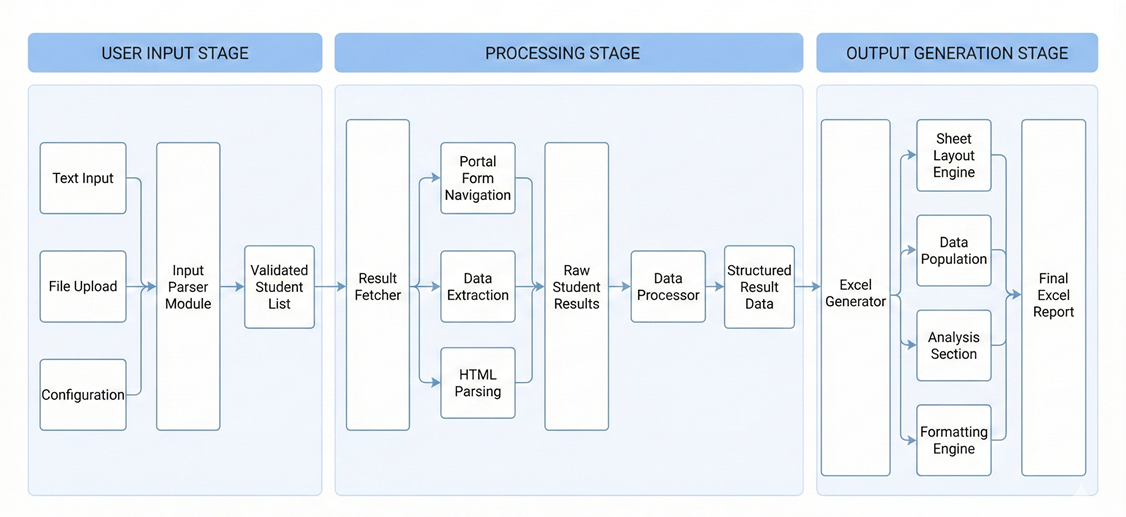 USER INPUT STAGE
PROCESSING STAGE
OUTPUT GENERATION STAGE
Text Input
File Upload
Configuration
Input
Parser
Module
Validated
Student
List
Result
Fetcher
Portal
Form
Navigation
Data
Extraction
HTML
Parsing
Raw
Student
Results
Data
Processor
Structured
Result
Data
Excel
Generator
Sheet
Layout
Engine
Data
Population
Analysis
Section
Formatting
Engine
Final
Excel
Report